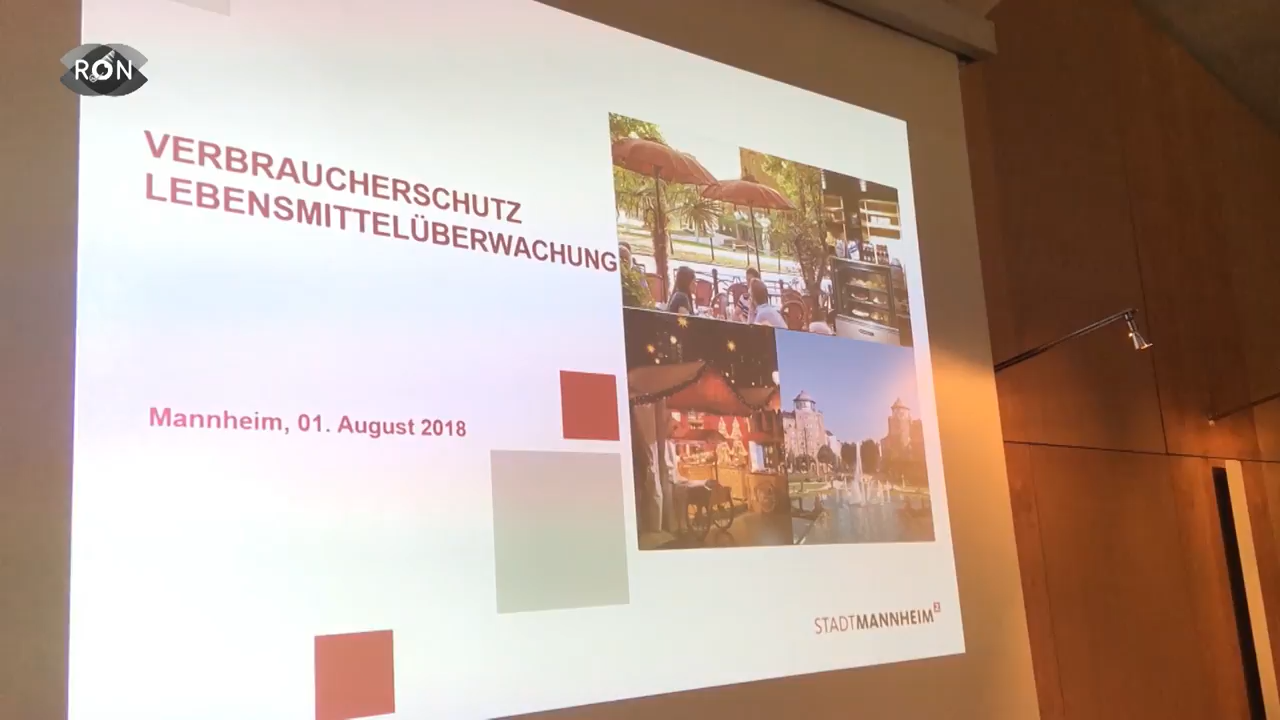 RON
VERBRAUCHERSCHUTZ
LEBENSMITTELÜBERWACHUNG
Mannheim, 01. August 2018
STADTMANNHEIM²